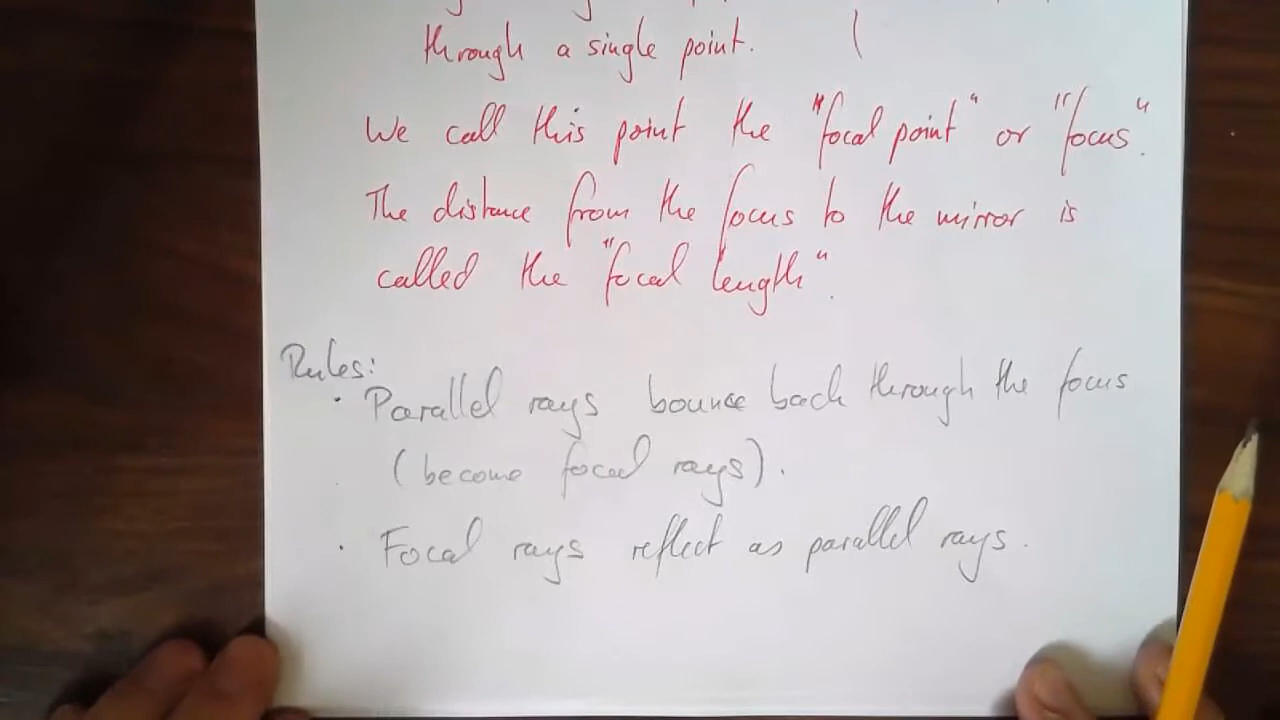 through a single point.
We call this point the "focal point" or "focus".
The distance from the focus to the mirror is
called the "focal length".
Rules:
· Parallel rays bounce back through the focus
(become focal rays).
· Focal rays reflect as parallel rays.